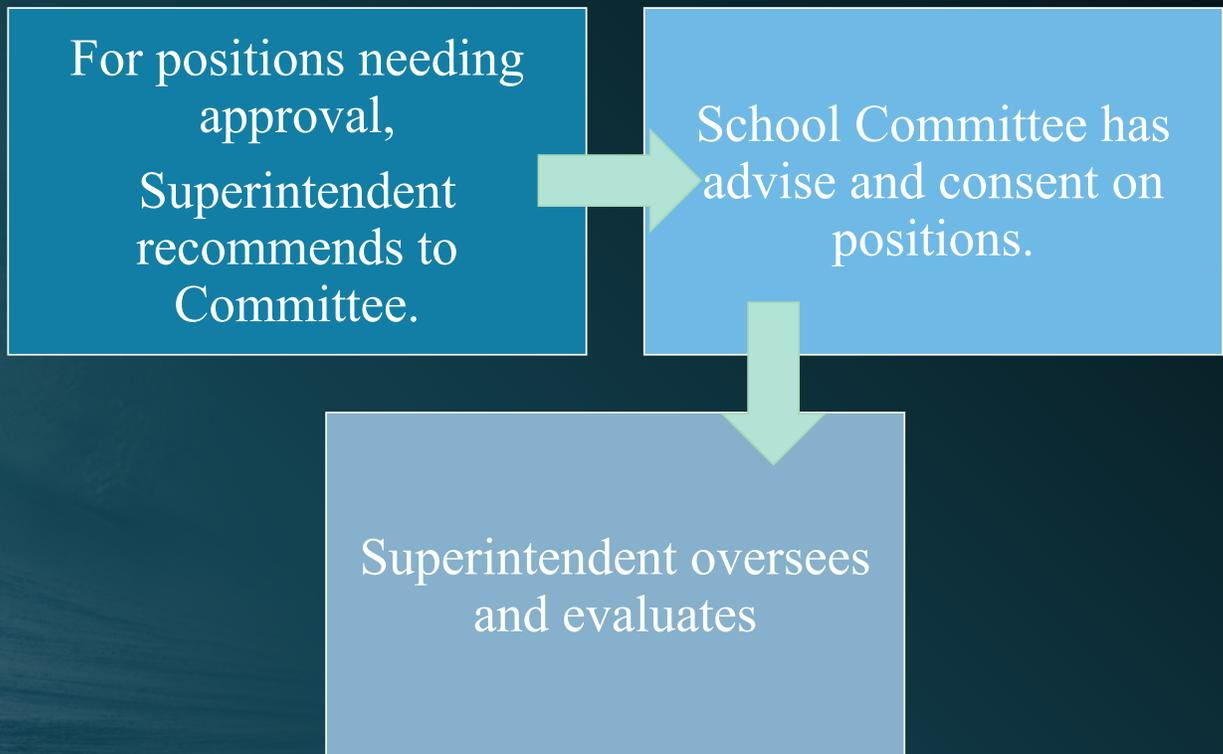 For positions needing
approval,
Superintendent
recommends to
Committee.
School Committee has
advise and consent on
positions.
Superintendent oversees
and evaluates